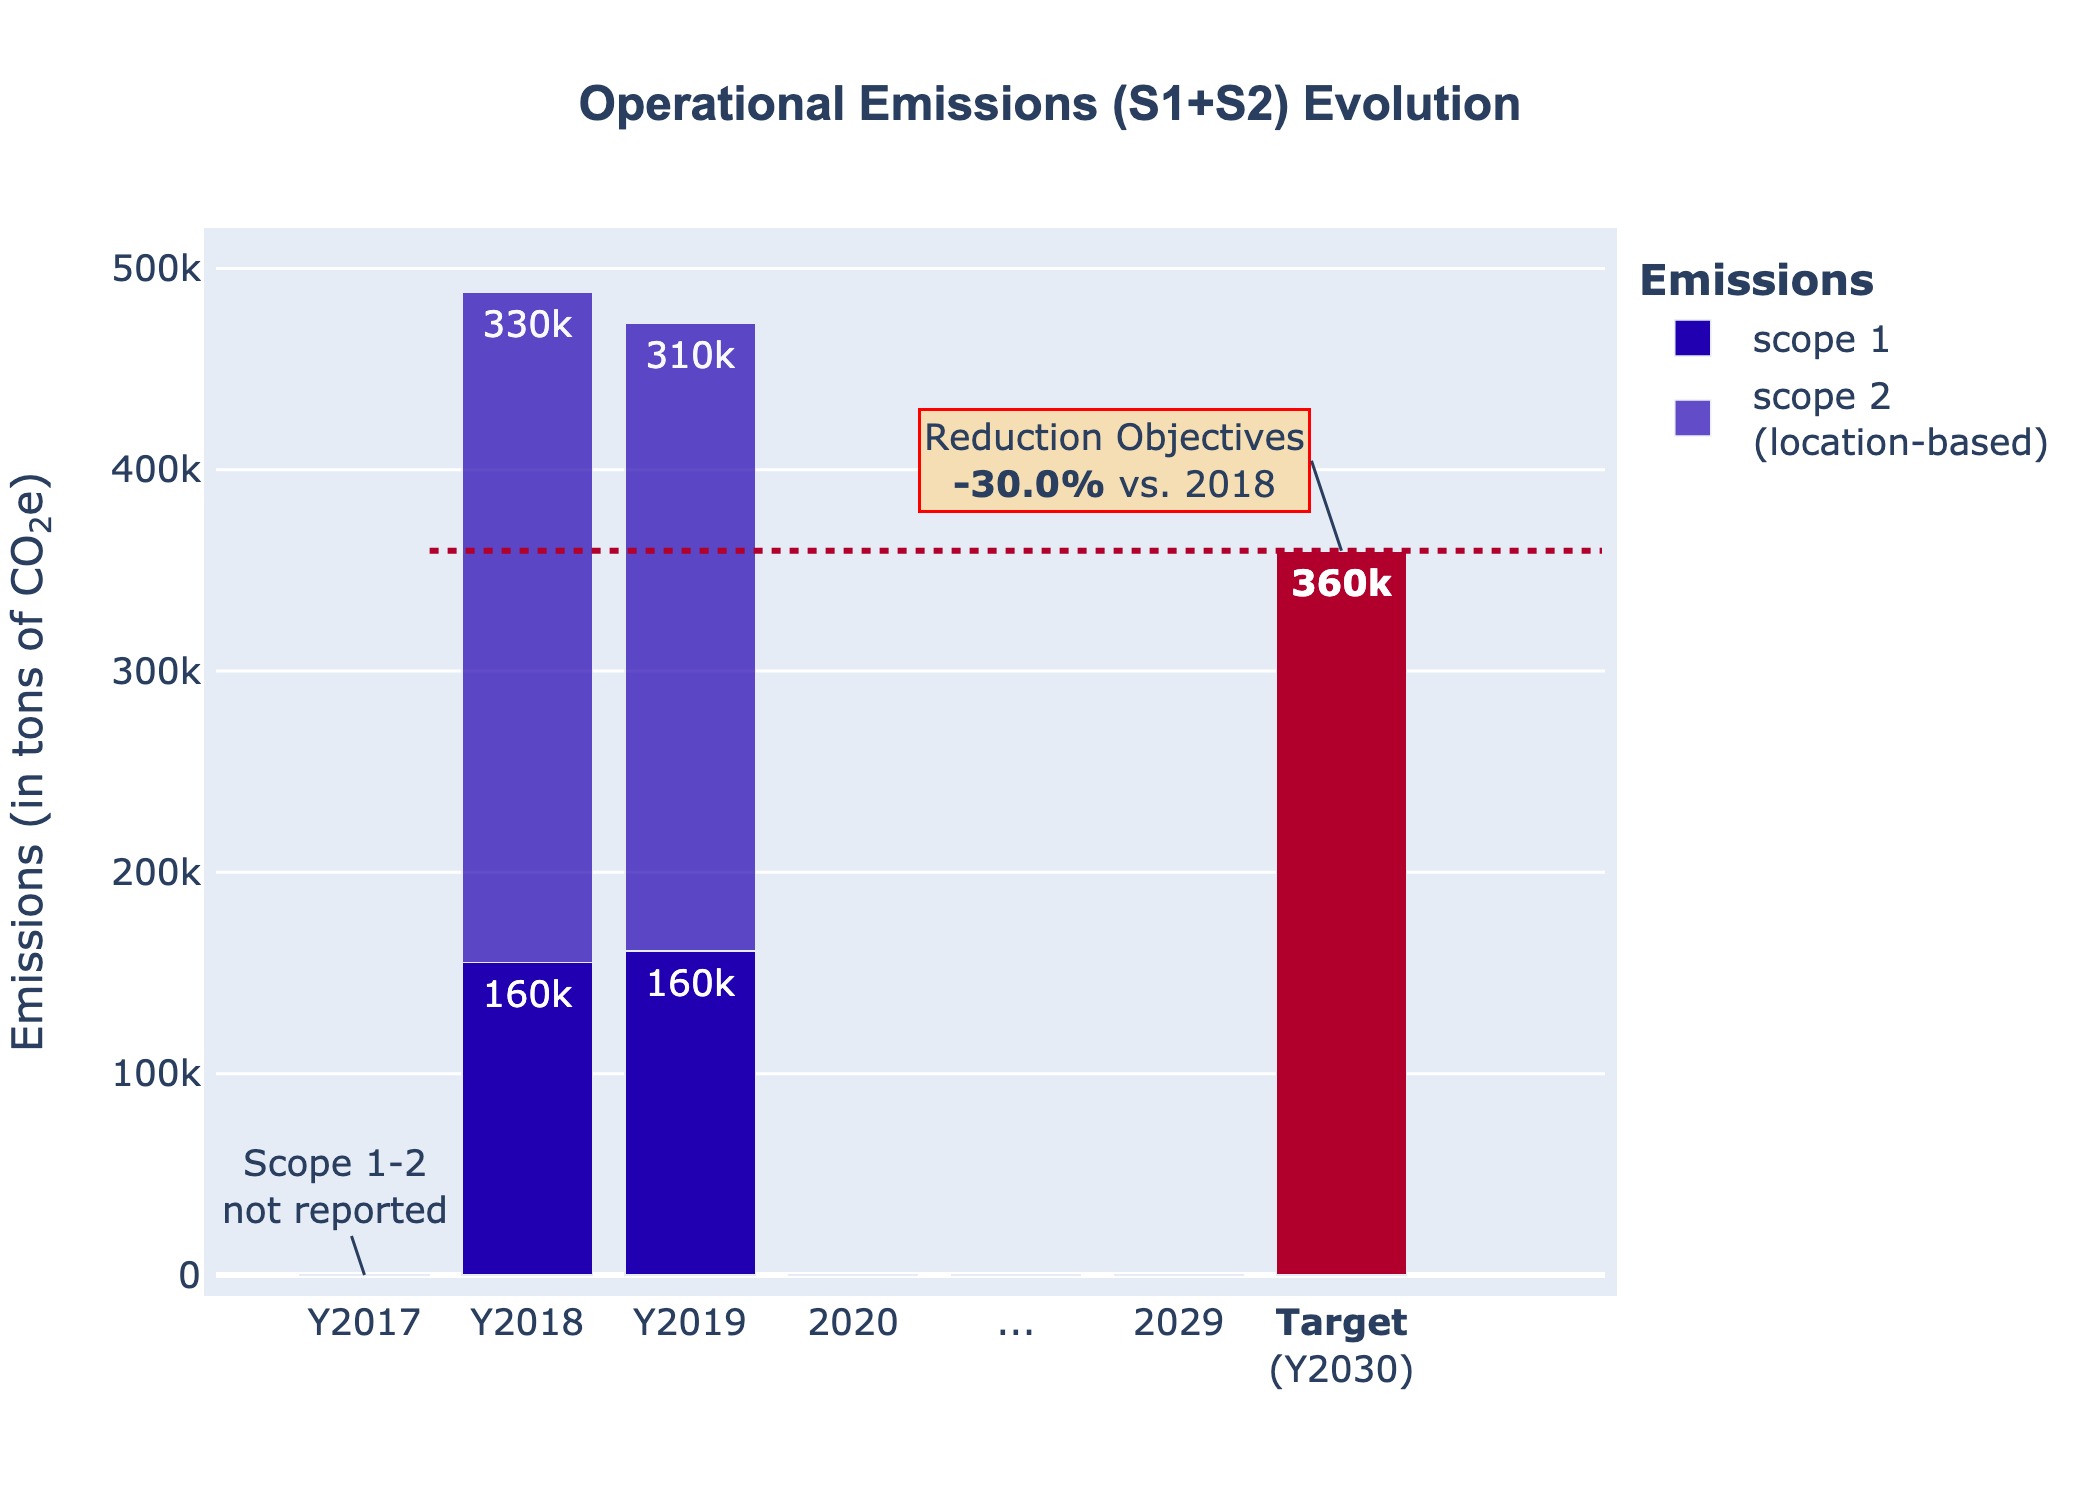 Operational Emissions (S1+S2) Evolution
Emissions (in tons of CO₂e)
500k
400k
300k
200k
100k
0
330k
310k
160k
160k
Reduction Objectives
-30.0% vs. 2018
360k
Scope 1-2
not reported
Y2017
Y2018
Y2019
2020
...
2029
Target
(Y2030)
Emissions
scope 1
scope 2
(location-based)